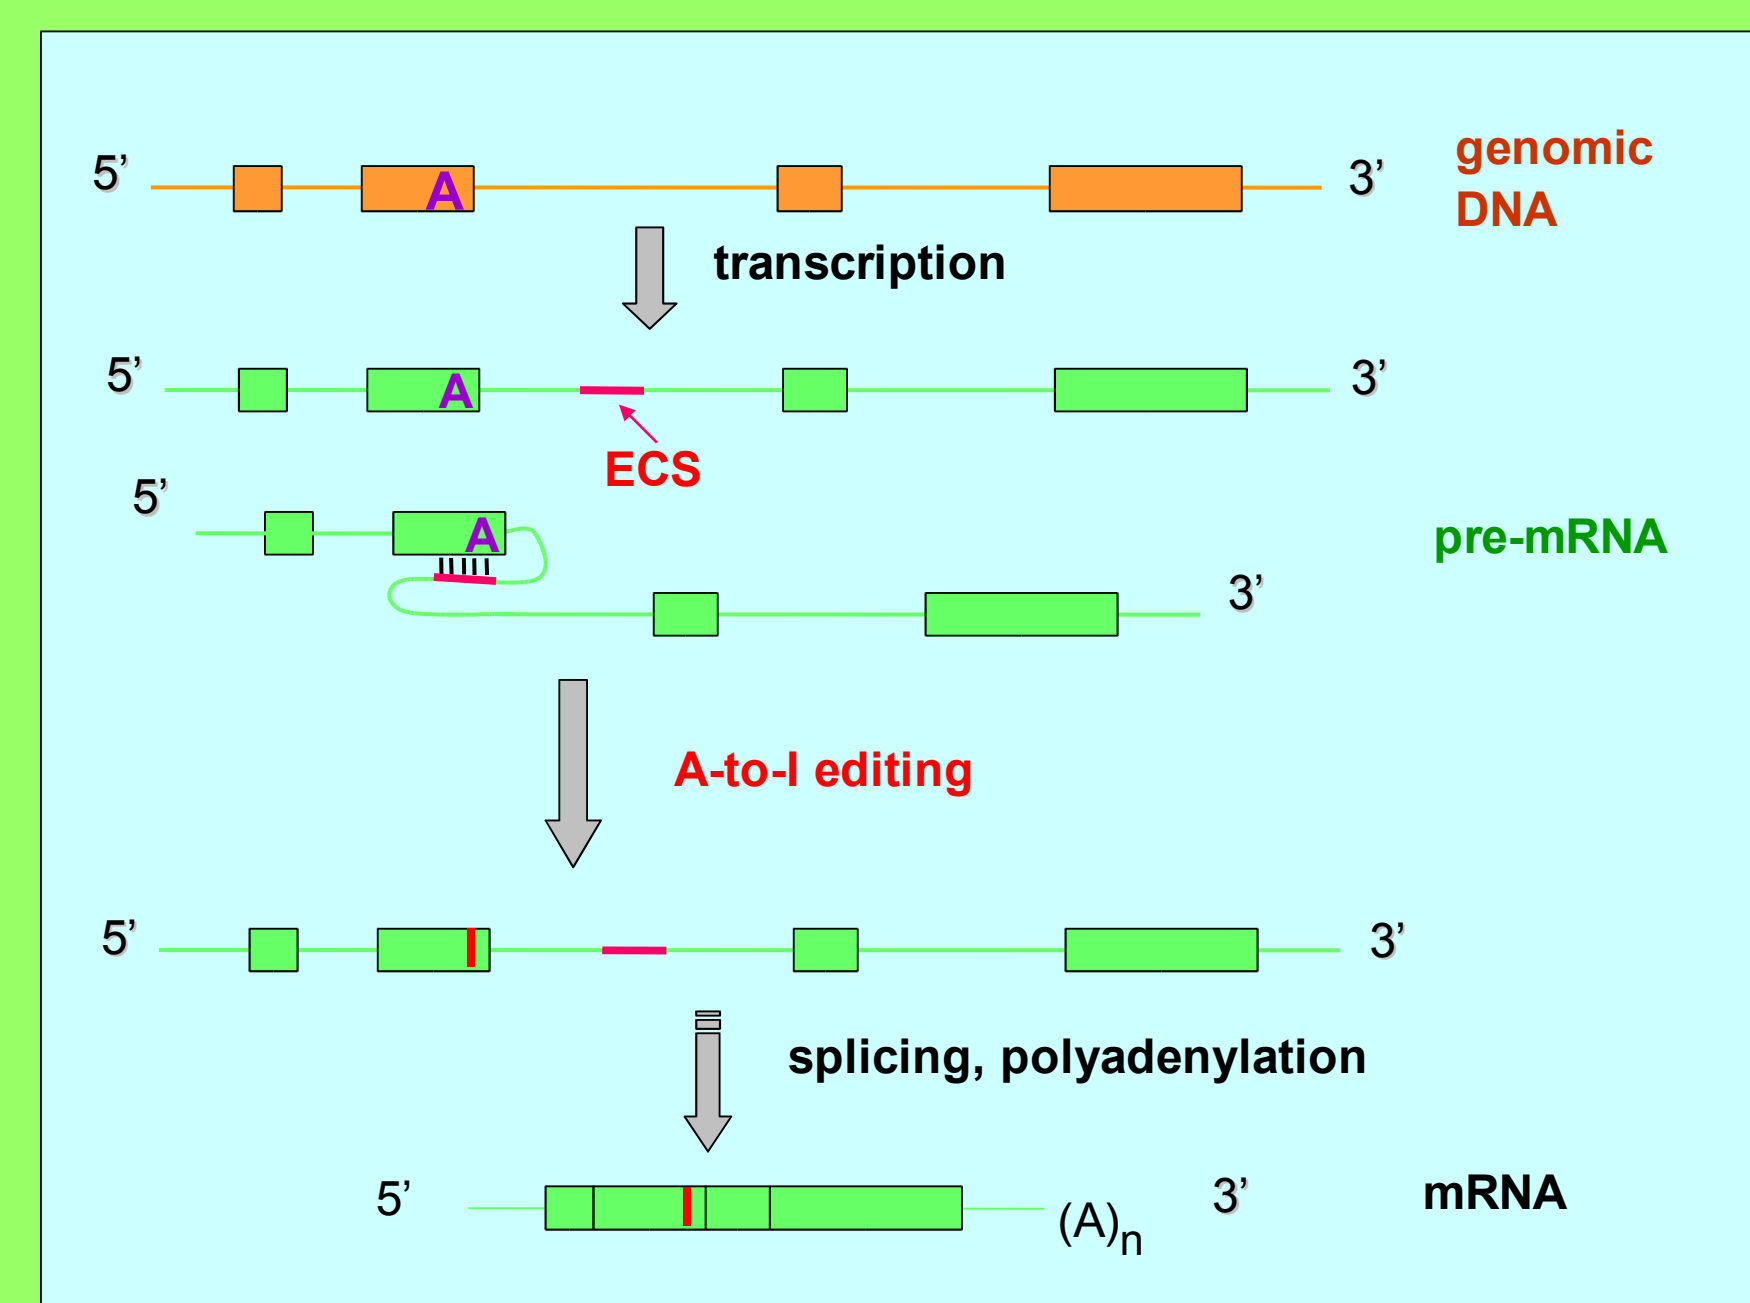 genomic
DNA
5’
A
3’
transcription
5’
A
3’
ECS
5’
A
pre-mRNA
3’
A-to-I editing
5’
3’
splicing, polyadenylation
5’
(A)n
3’
mRNA